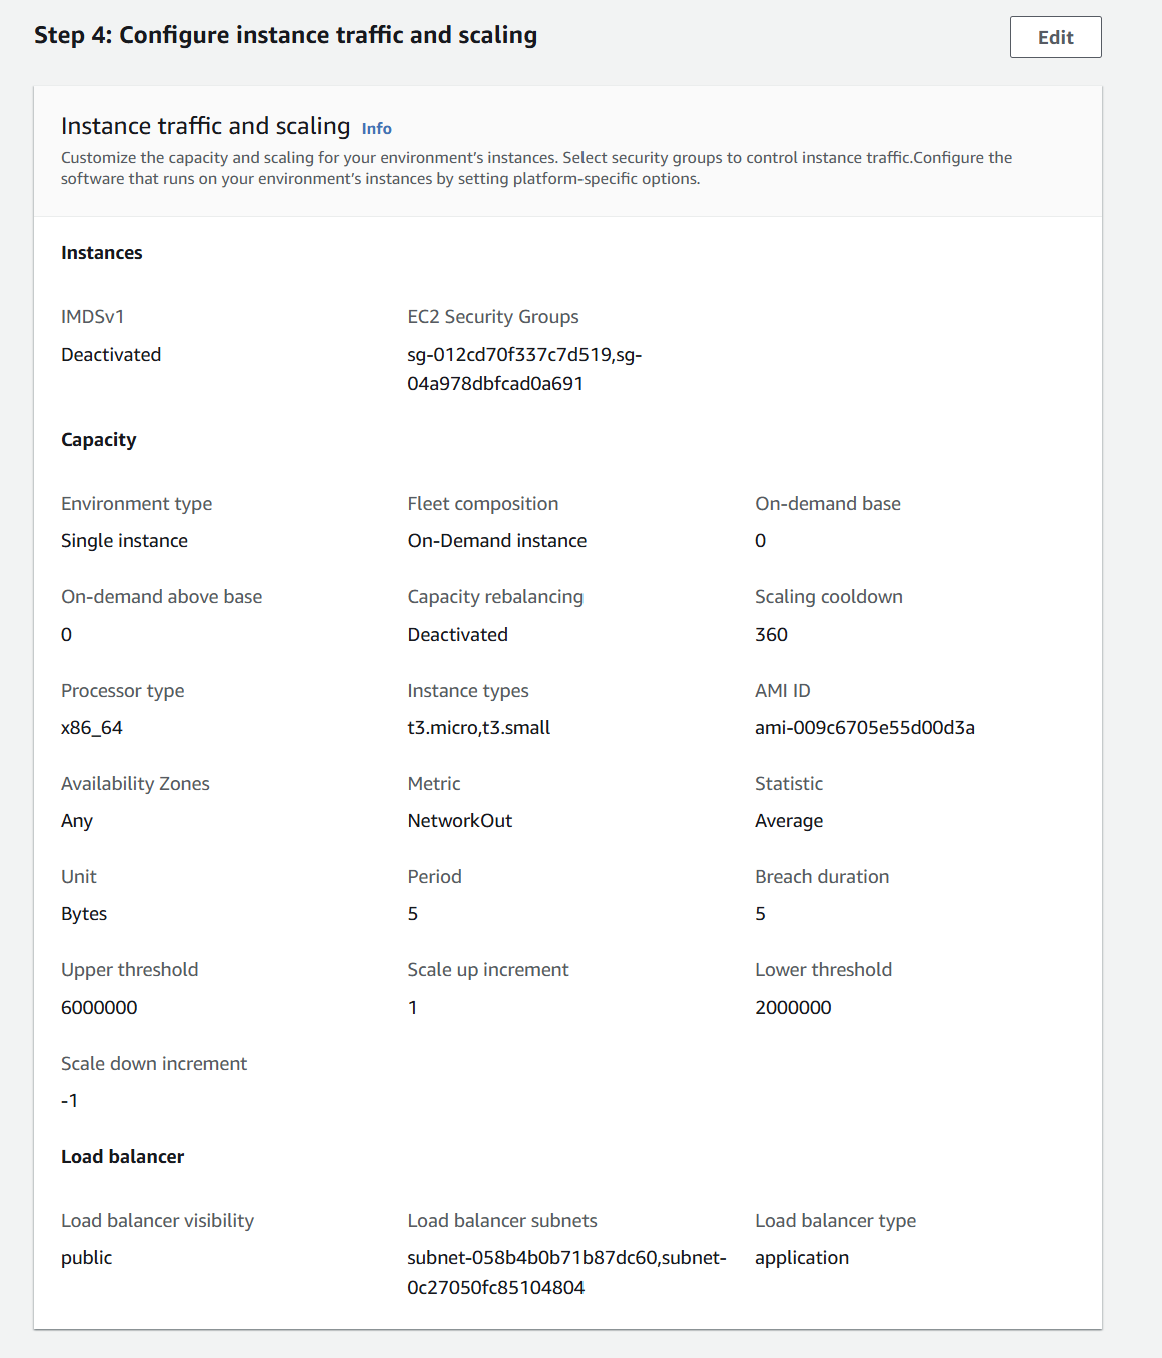 Step 4: Configure instance traffic and scaling
Edit
Instance traffic and scaling Info
Customize the capacity and scaling for your environment's instances. Select security groups to control instance traffic.Configure the
software that runs on your environment's instances by setting platform-specific options.
Instances
IMDSv1
Deactivated
EC2 Security Groups
sg-012cd70f337c7d519,sg-
04a978dbfcad0a691
Capacity
Environment type
Single instance
Fleet composition
On-Demand instance
On-demand base
0
On-demand above base
0
Capacity rebalancing
Deactivated
Scaling cooldown
360
Processor type
x86_64
Instance types
t3.micro,t3.small
AMI ID
ami-009c6705e55d00d3a
Availability Zones
Any
Metric
NetworkOut
Statistic
Average
Unit
Bytes
Period
5
Breach duration
5
Upper threshold
6000000
Scale up increment
1
Lower threshold
2000000
Scale down increment
-1
Load balancer
Load balancer visibility
public
Load balancer subnets
subnet-058b4b0b71b87dc60,subnet-
0c27050fc85104804
Load balancer type
application